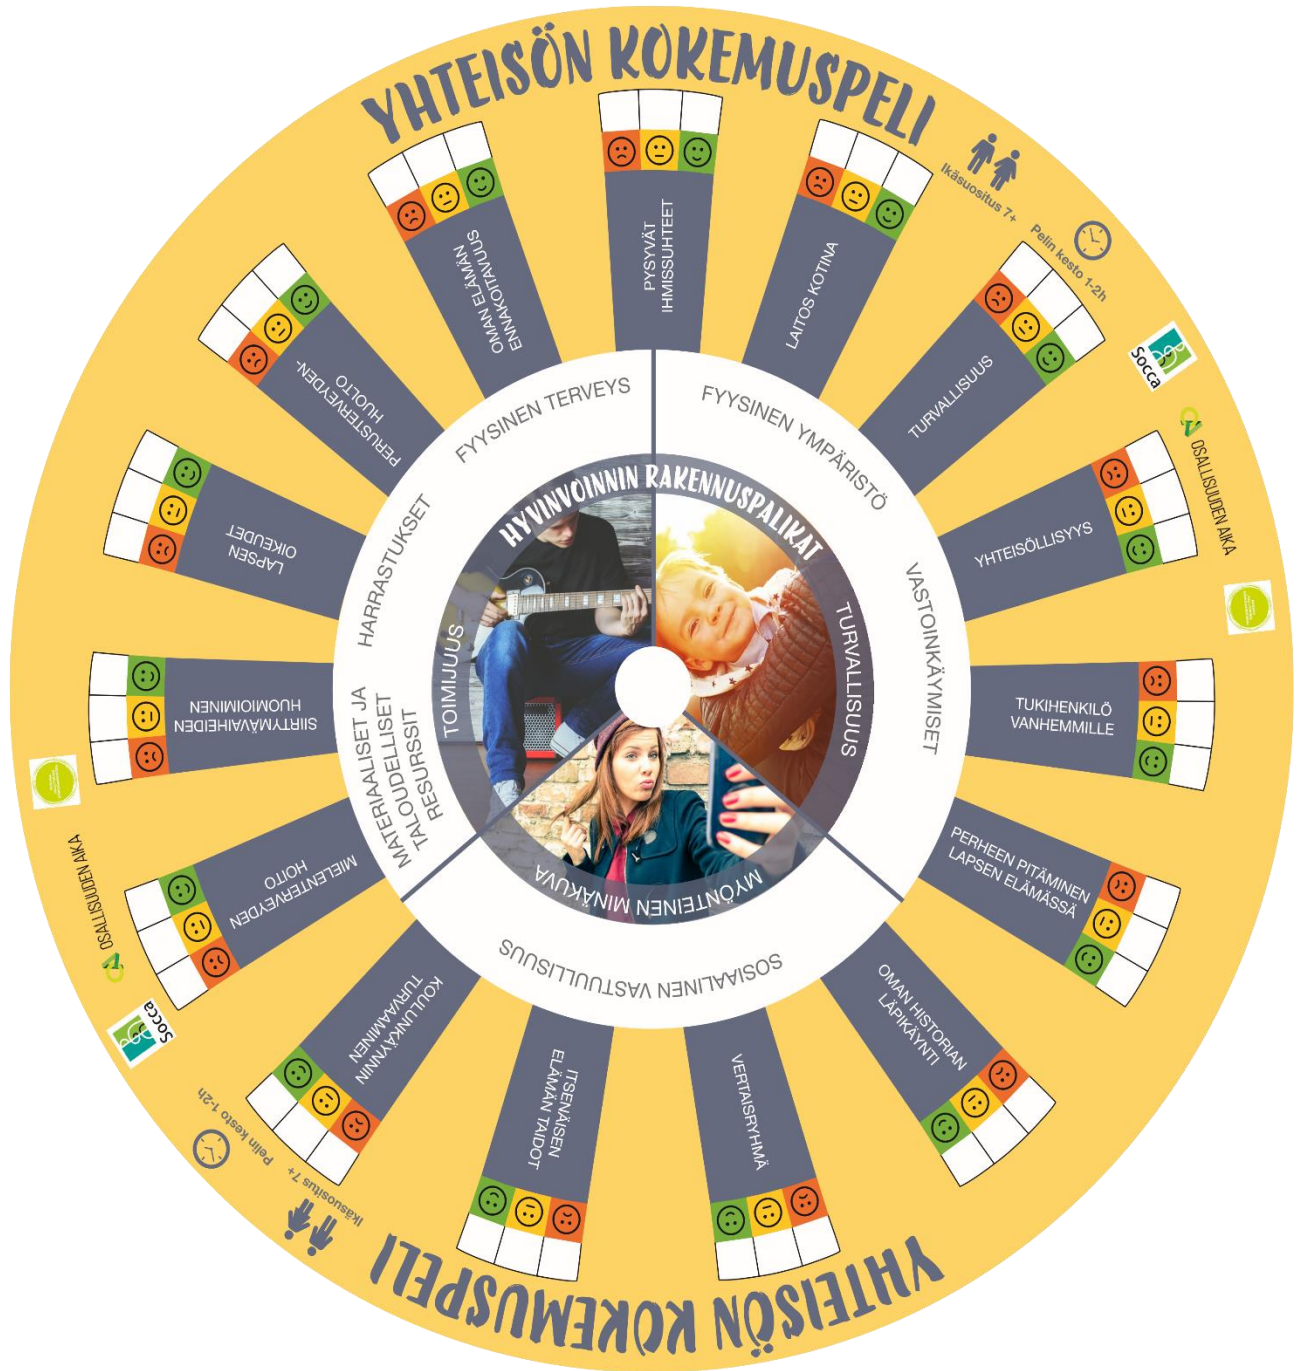 YHTEISÖN KOKEMUSPELI
Ikäsuositus 7+
Pelin kesto 1-2h
Socca
OSALLISUUDEN AIKA
PYSYVÄT
IHMISSUHTEET
LAITOS KOTINA
TURVALLISUUS
YHTEISÖLLISYYS
TUKIHENKILÖ
VANHEMMILLE
PERHEEN PITÄMINEN
LAPSEN ELÄMÄSSÄ
OMAN HISTORIAN
LÄPIKÄYNTI
VERTAISRYHMÄ
ITSENÄISEN
ELÄMÄN TAIDOT
KOULUNKÄYNNIN
TURVAAMINEN
MIELENTERVEYDEN
HOITO
SIIRTYMÄVAIHEIDEN
HUOMIOIMINEN
LAPSEN
OIKEUDET
PERUSTERVEYDEN-
HUOLTO
OMAN ELÄMÄN
ENNAKOITAVUUS
FYYSINEN TERVEYS
FYYSINEN YMPÄRISTÖ
VASTOINKÄYMISET
SOSIAALINEN VASTUULLISUUS
MATERIAALISET JA
TALOUDELLISET
RESURSSIT
HARRASTUKSET
HYVINVOINNIN RAKENNUSPALIKAT
TURVALLISUUS
MYÖNTEINEN MINÄKUVA
TOIMIJUUS
YHTEISÖN KOKEMUSPELI
Ikäsuositus 7+
Pelin kesto 1-2h
Socca
OSALLISUUDEN AIKA